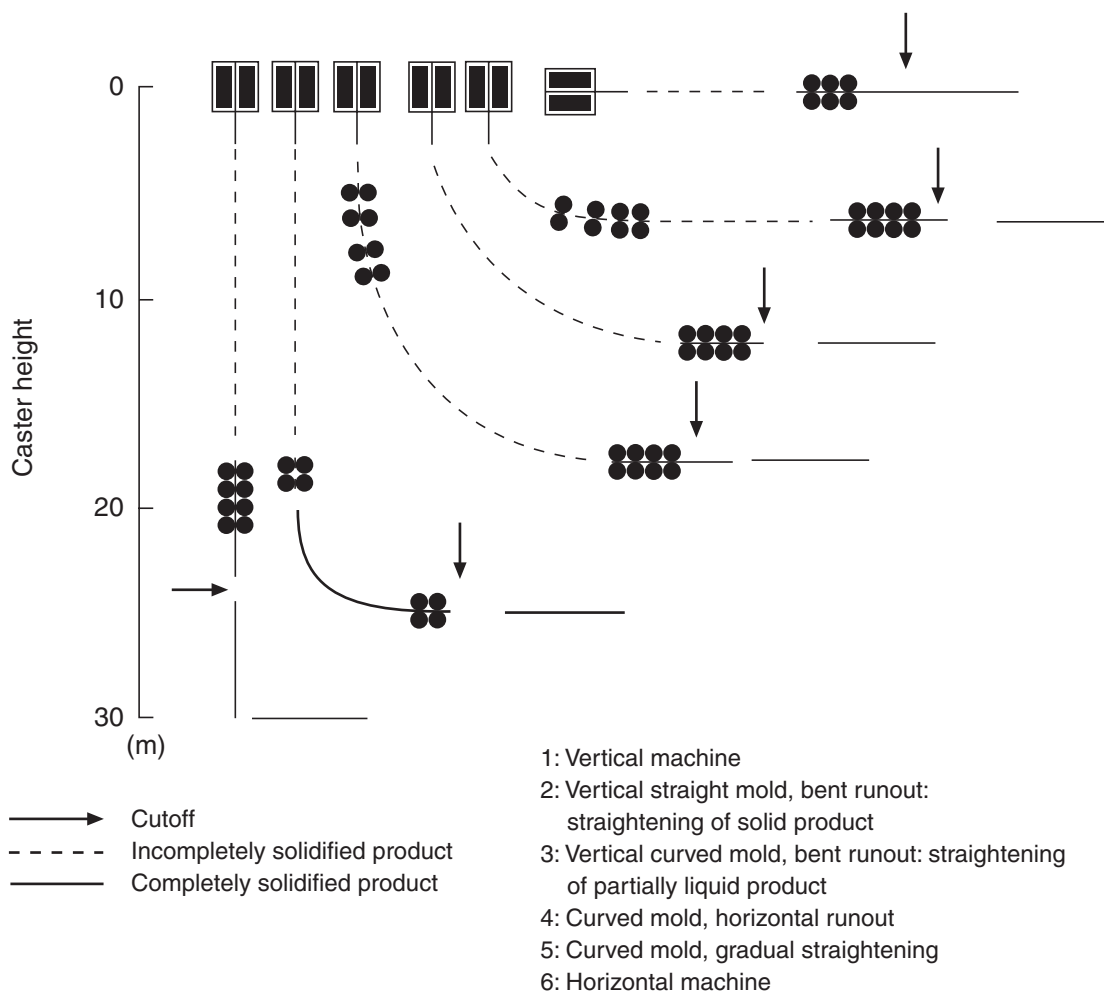 0
10
20
30
(m)
Caster height
Cutoff
Incompletely solidified product
Completely solidified product
1: Vertical machine
2: Vertical straight mold, bent runout:
straightening of solid product
3: Vertical curved mold, bent runout: straightening
of partially liquid product
4: Curved mold, horizontal runout
5: Curved mold, gradual straightening
6: Horizontal machine